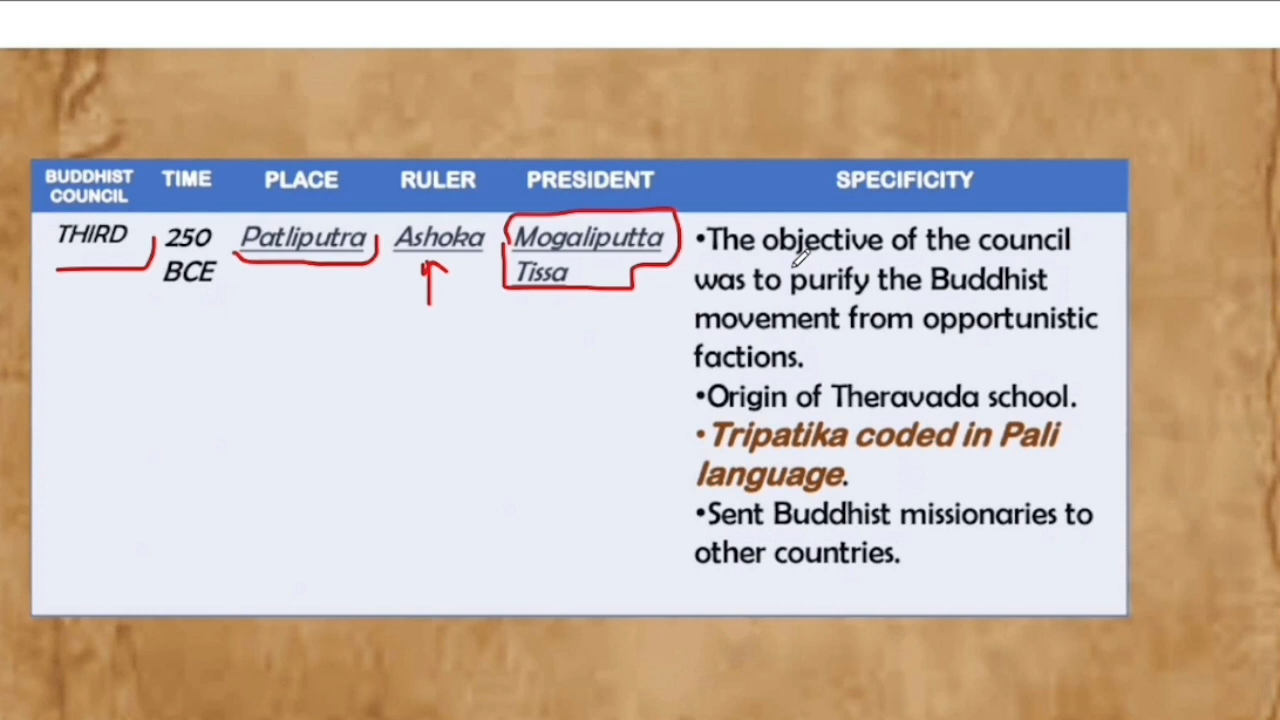 BUDDHIST COUNCIL TIME PLACE RULER PRESIDENT SPECIFICITY
THIRD 250 BCE Patliputra Ashoka Mogaliputta Tissa
•The objective of the council
was to purify the Buddhist
movement from opportunistic
factions.
•Origin of Theravada school.
•Tripatika coded in Pali
language.
•Sent Buddhist missionaries to
other countries.